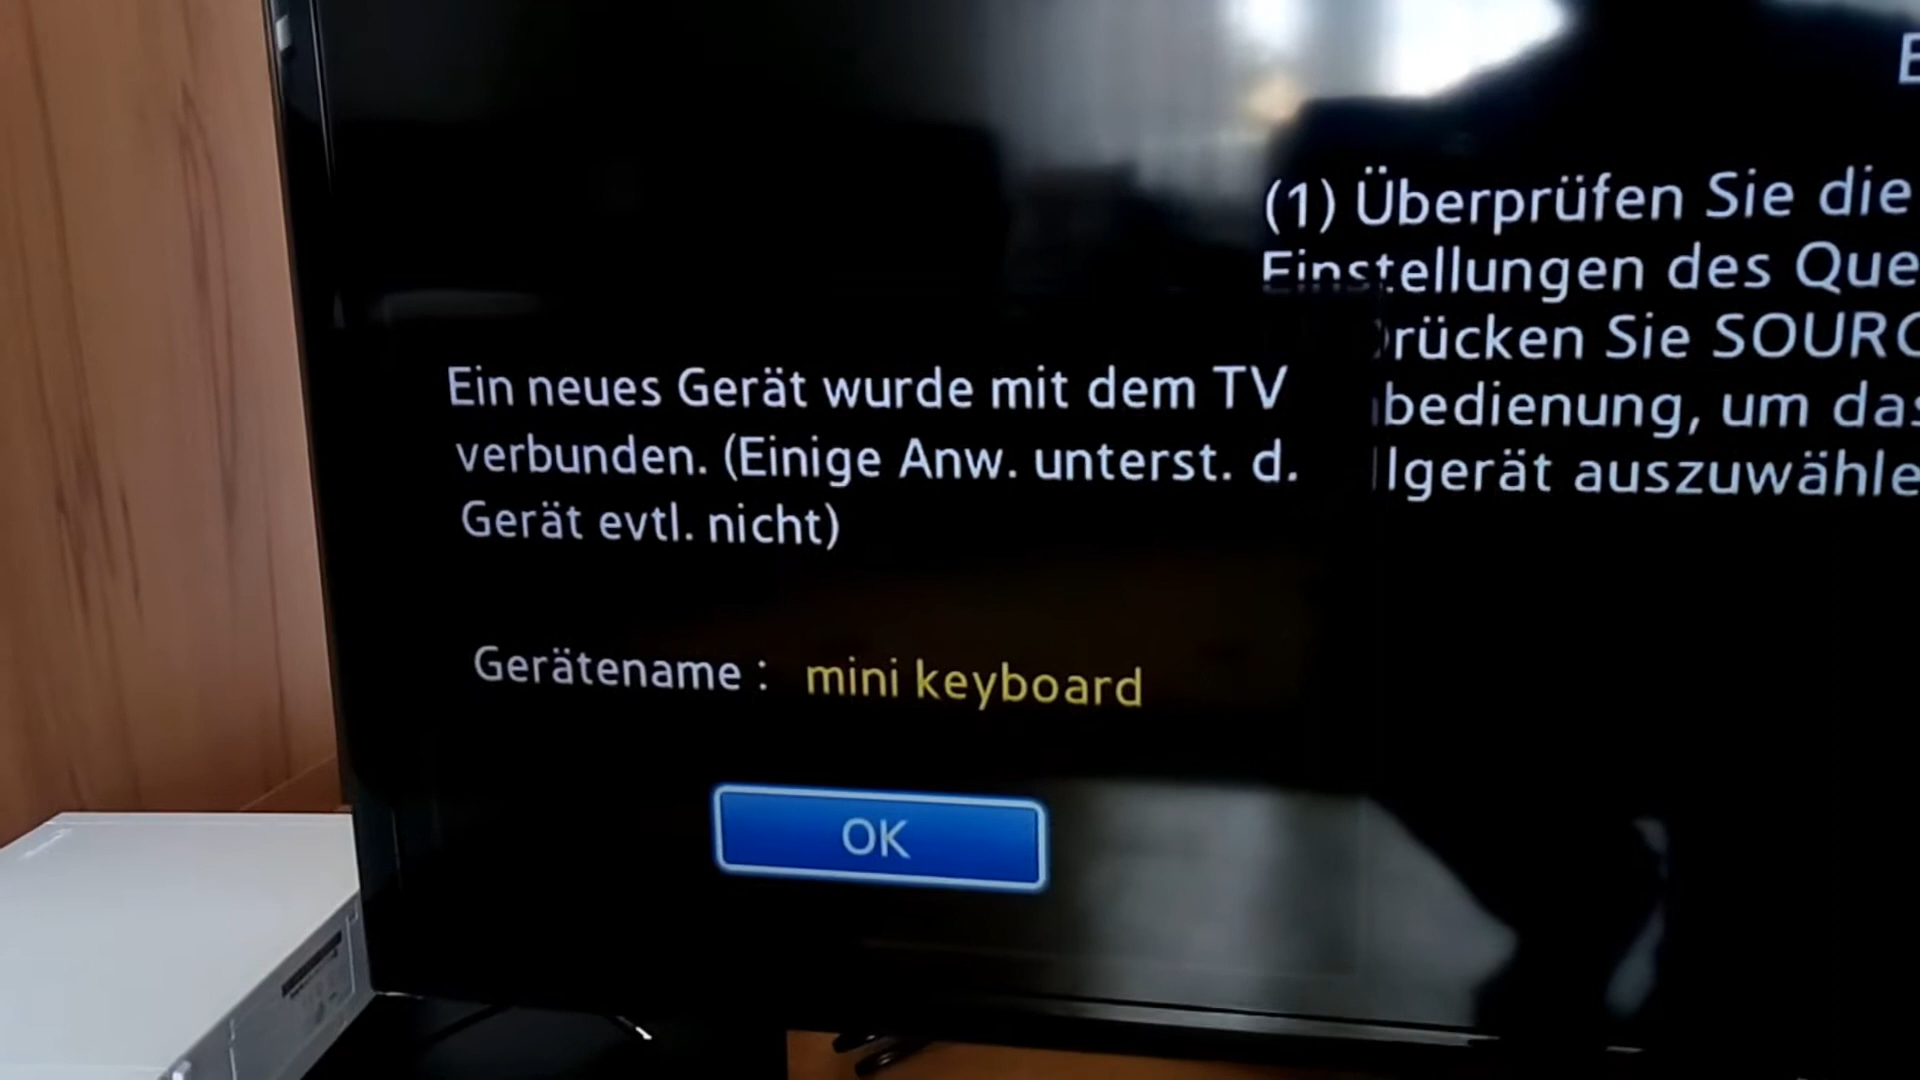 Ein neues Gerät wurde mit dem TV
verbunden. (Einige Anw. unterst. d.
Gerät evtl. nicht)
Gerätename : mini keyboard
OK
(1) Überprüfen Sie die
Einstellungen des Que
rücken Sie SOURC
bedienung, um das
lgerät auszuwähle